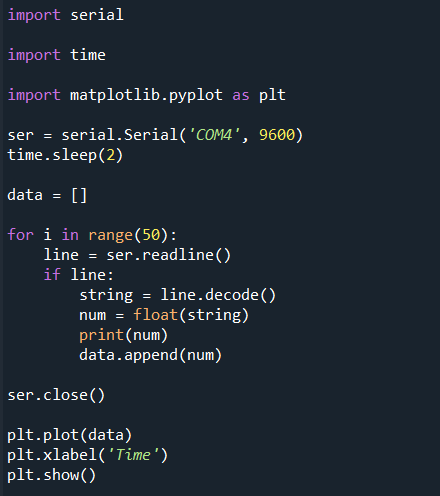 import serial
import time
import matplotlib.pyplot as plt
ser = serial.Serial('COM4', 9600)
time.sleep(2)
data = []
for i in range(50):
    line = ser.readline()
    if line:
        string = line.decode()
        num = float(string)
        print(num)
        data.append(num)
ser.close()
plt.plot(data)
plt.xlabel('Time')
plt.show()